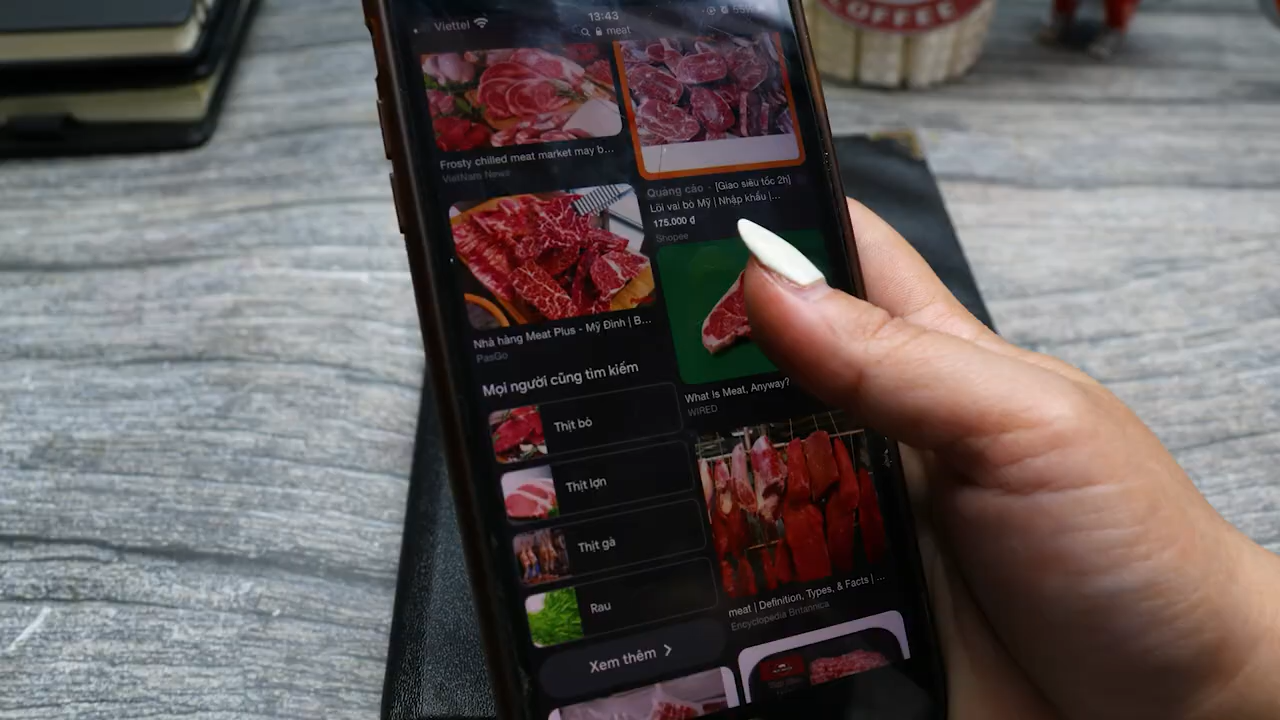 COFFEE
Viettel
13:43
55%
meat
Frosty chilled meat market may b...
VietNam News
Quảng cáo · [Giao siêu tốc 2h]
Lõi vai bò Mỹ | Nhập khẩu |...
175.000 ₫
Shopee
Nhà hàng Meat Plus - Mỹ Đình | B...
PasGo
What Is Meat, Anyway?
WIRED
Mọi người cũng tìm kiếm
Thịt bò
Thịt lợn
Thịt gà
Rau
Xem thêm
meat | Definition, Types, & Facts | ...
Encyclopedia Britannica